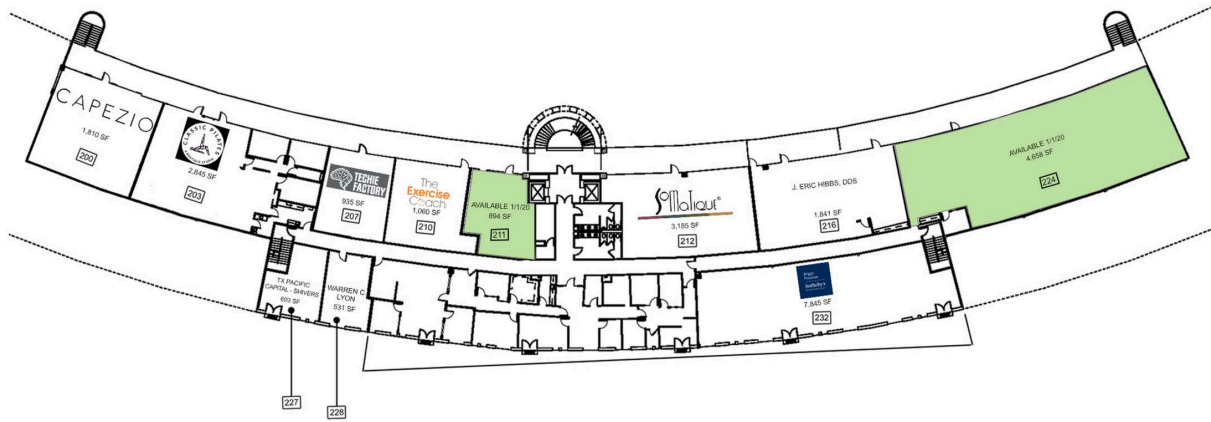 CAPEZIO
1,810 SF
200
CLASSIC PILATES
2,845 SF
203
TECHIE
FACTORY
935 SF
207
The
Exercise
Coach
1,060 SF
210
AVAILABLE 1/1/20
894 SF
211
SoMaTiQue®
3,185 SF
212
J. ERIC HIBBS, DDS
1,841 SF
216
AVAILABLE 1/1/20
4,658 SF
224
TX PACIFIC
CAPITAL - SHIVERS
693 SF
WARREN C.
LYON
531 SF
Sotheby's
7,845 SF
232
227
228